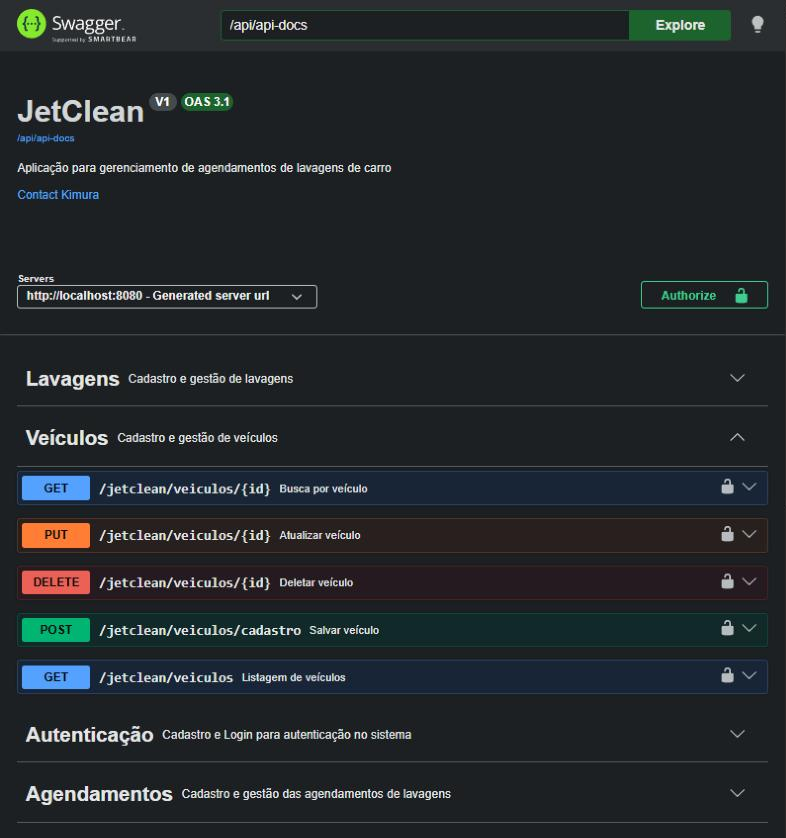 Swagger.
Supported by SMARTBEAR
/api/api-docs
Explore
JetClean V1 OAS 3.1
/api/api-docs
Aplicação para gerenciamento de agendamentos de lavagens de carro
Contact Kimura
Servers
http://localhost:8080 - Generated server url
Authorize
Lavagens Cadastro e gestão de lavagens
Veículos Cadastro e gestão de veículos
GET /jetclean/veiculos/{id} Busca por veículo
PUT /jetclean/veiculos/{id} Atualizar veículo
DELETE /jetclean/veiculos/{id} Deletar veículo
POST /jetclean/veiculos/cadastro Salvar veículo
GET /jetclean/veiculos Listagem de veículos
Autenticação Cadastro e Login para autenticação no sistema
Agendamentos Cadastro e gestão das agendamentos de lavagens